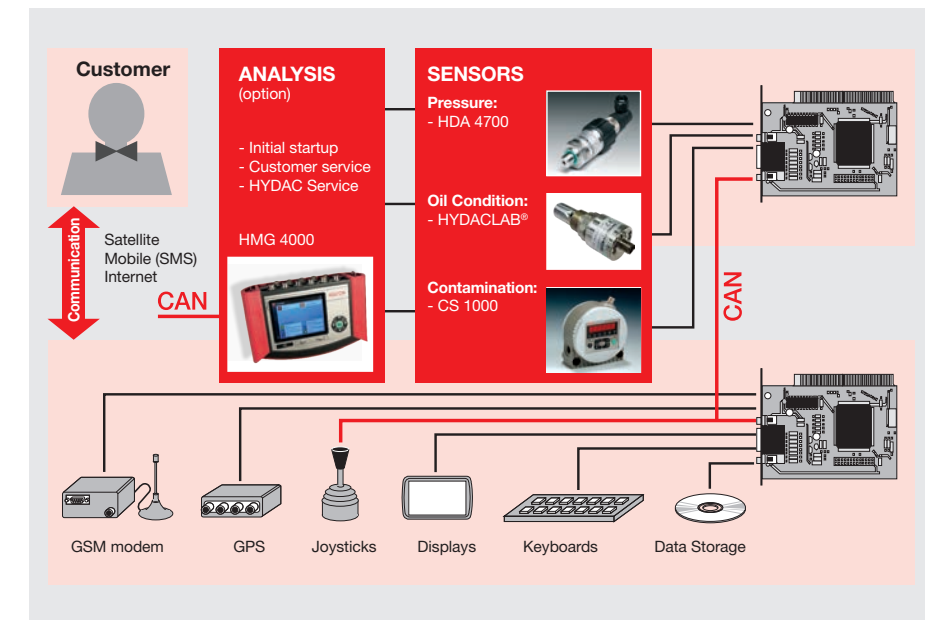 Customer
Communication
Satellite
Mobile (SMS)
Internet
CAN
ANALYSIS
(option)
- Initial startup
- Customer service
- HYDAC Service
HMG 4000
SENSORS
Pressure:
- HDA 4700
Oil Condition:
- HYDACLAB®
Contamination:
- CS 1000
CAN
GSM modem
GPS
Joysticks
Displays
Keyboards
Data Storage